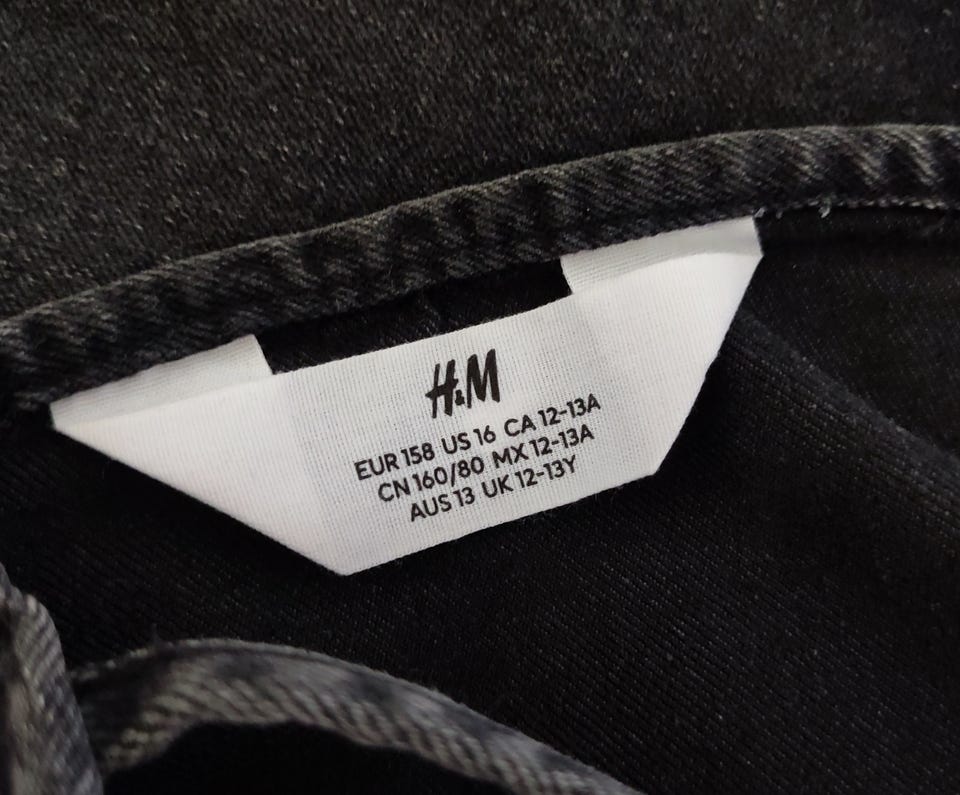 H&M
EUR 158 US 16 CA 12-13A
CN 160/80 MX 12-13A
AUS 13 UK 12-13Y